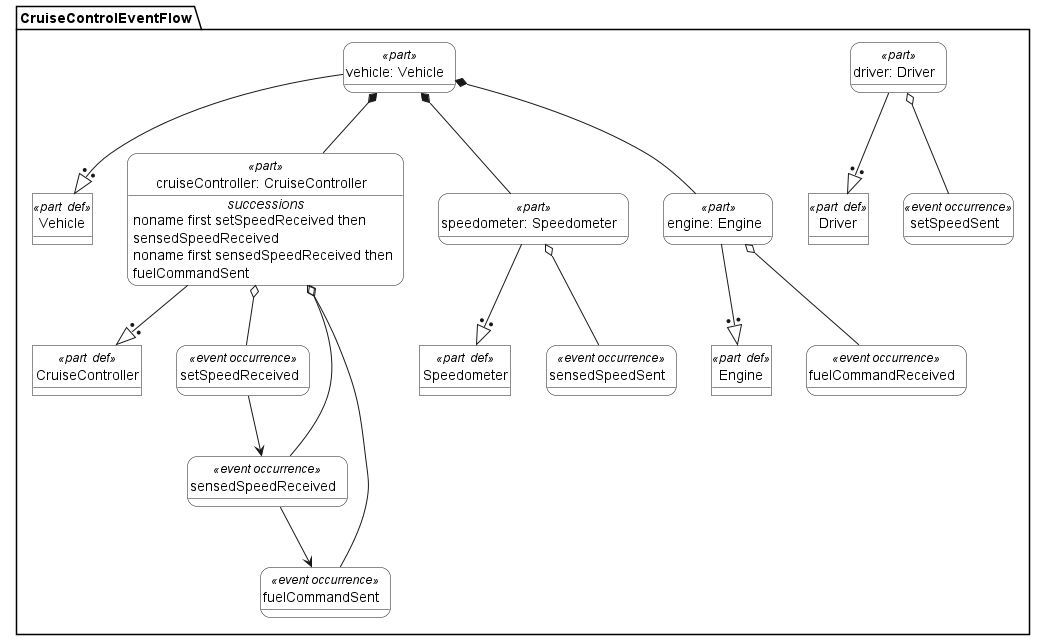 CruiseControlEventFlow
«part»
vehicle: Vehicle
«part»
driver: Driver
«part»
cruiseController: CruiseController
successions
noname first setSpeedReceived then
sensedSpeedReceived
noname first sensedSpeedReceived then
fuelCommandSent
«part def»
Vehicle
«part»
speedometer: Speedometer
«part»
engine: Engine
«part def»
Driver
«event occurrence»
setSpeedSent
«part def»
CruiseController
«event occurrence»
setSpeedReceived
«part def»
Speedometer
«event occurrence»
sensedSpeedSent
«part def»
Engine
«event occurrence»
fuelCommandReceived
«event occurrence»
sensedSpeedReceived
«event occurrence»
fuelCommandSent